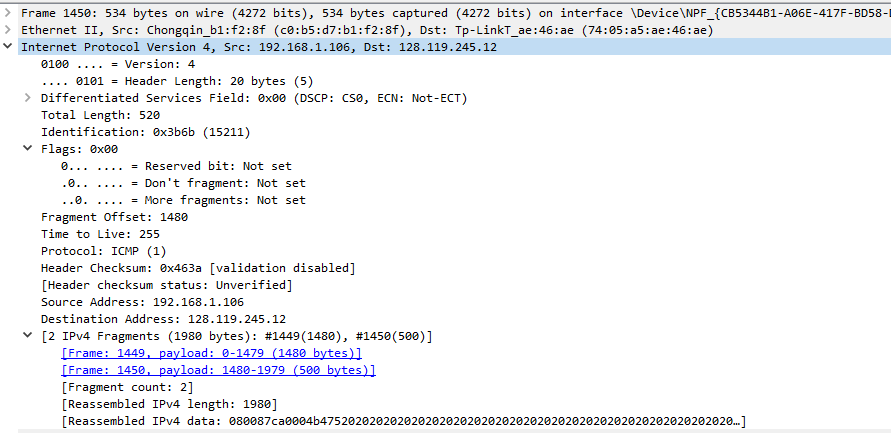 Frame 1450: 534 bytes on wire (4272 bits), 534 bytes captured (4272 bits) on interface \Device\NPF_{CB5344B1-A06E-417F-BD58-
Ethernet II, Src: Chongqin_b1:f2:8f (c0:b5:d7:b1:f2:8f), Dst: Tp-LinkT_ae:46:ae (74:05:a5:ae:46:ae)
Internet Protocol Version 4, Src: 192.168.1.106, Dst: 128.119.245.12
0100 .... = Version: 4
.... 0101 = Header Length: 20 bytes (5)
Differentiated Services Field: 0x00 (DSCP: CS0, ECN: Not-ECT)
Total Length: 520
Identification: 0x3b6b (15211)
Flags: 0x00
0... .... = Reserved bit: Not set
.0.. .... = Don't fragment: Not set
..0. .... = More fragments: Not set
Fragment Offset: 1480
Time to Live: 255
Protocol: ICMP (1)
Header Checksum: 0x463a [validation disabled]
[Header checksum status: Unverified]
Source Address: 192.168.1.106
Destination Address: 128.119.245.12
[2 IPv4 Fragments (1980 bytes): #1449(1480), #1450(500)]
[Frame: 1449, payload: 0-1479 (1480 bytes)]
[Frame: 1450, payload: 1480-1979 (500 bytes)]
[Fragment count: 2]
[Reassembled IPv4 length: 1980]
[Reassembled IPv4 data: 080087ca0004b4752020202020202020202020202020202020202020202020202020202020…]